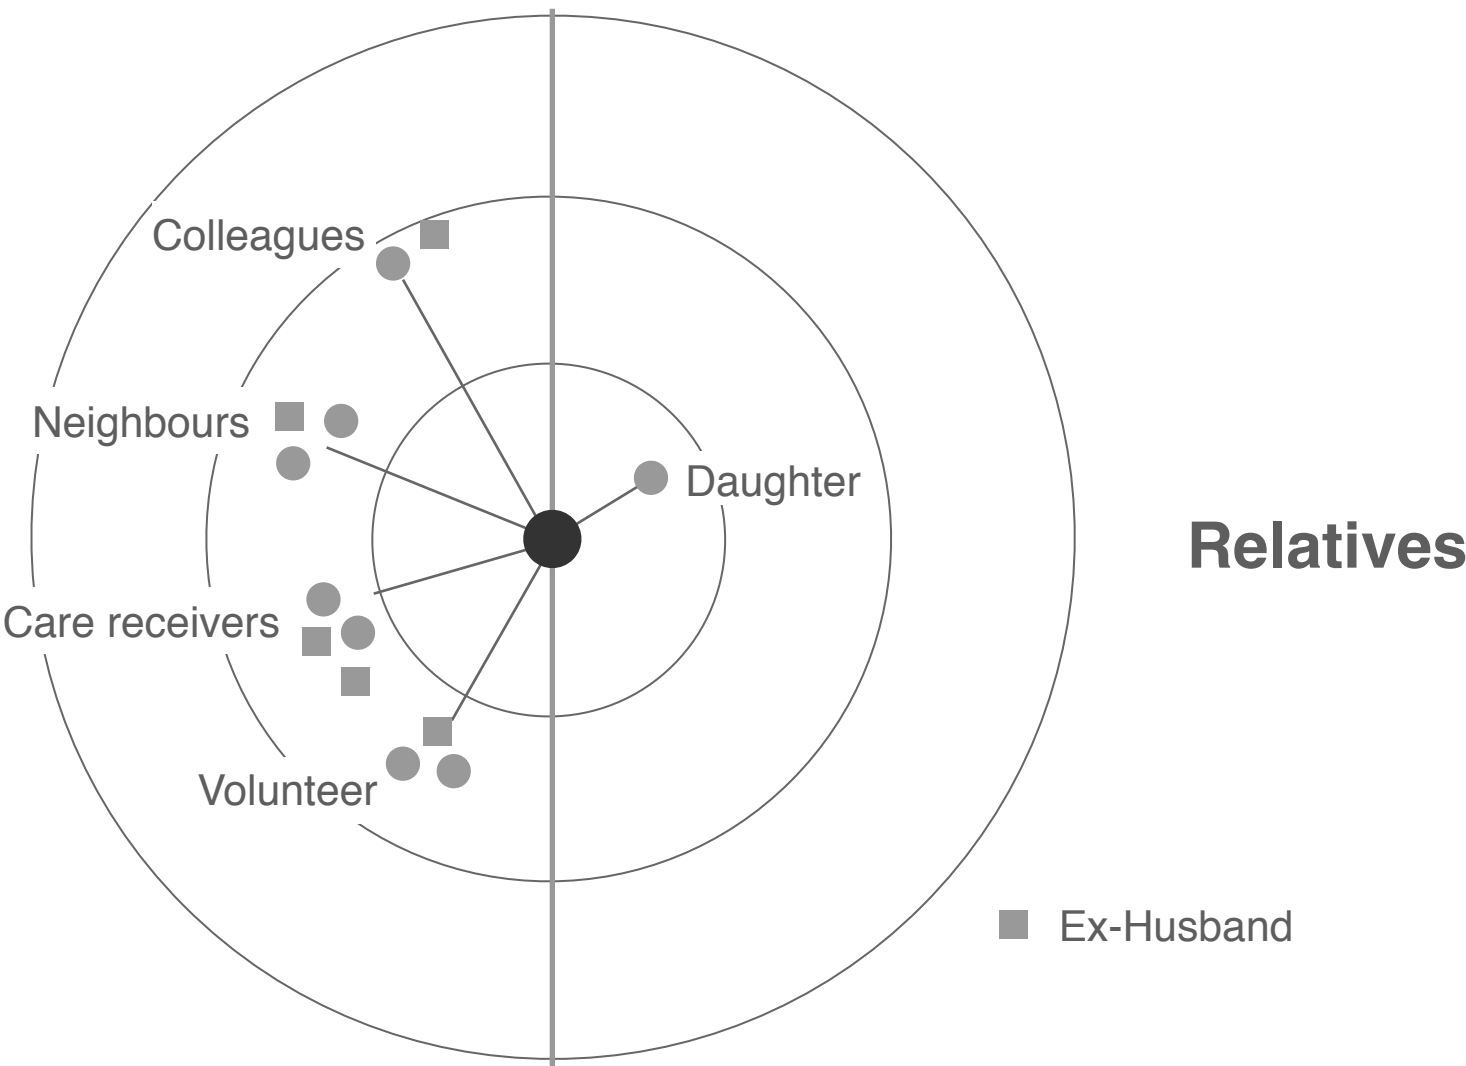 Colleagues
Neighbours
Daughter
Relatives
Care receivers
Volunteer
Ex-Husband